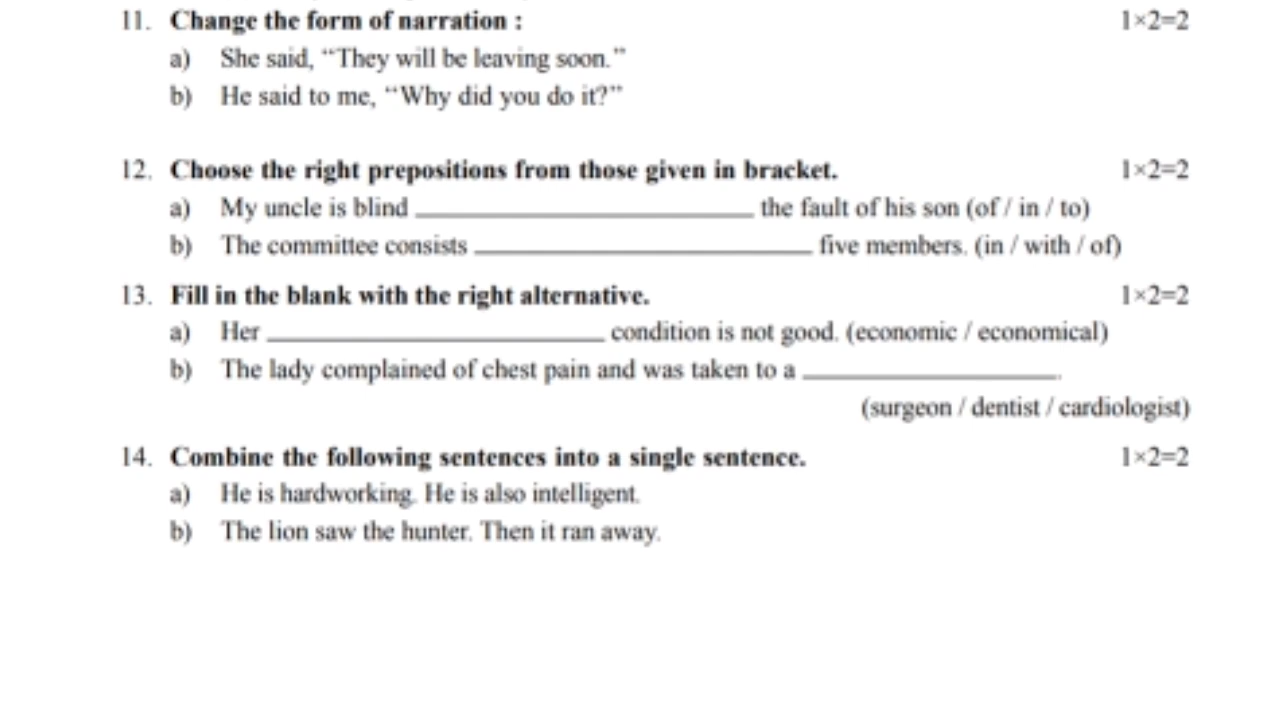 11. Change the form of narration : 1×2=2
a) She said, “They will be leaving soon.”
b) He said to me, “Why did you do it?”
12. Choose the right prepositions from those given in bracket. 1×2=2
a) My uncle is blind ______________________ the fault of his son (of / in / to)
b) The committee consists ______________________ five members. (in / with / of)
13. Fill in the blank with the right alternative. 1×2=2
a) Her ______________________ condition is not good. (economic / economical)
b) The lady complained of chest pain and was taken to a ________________.
(surgeon / dentist / cardiologist)
14. Combine the following sentences into a single sentence. 1×2=2
a) He is hardworking. He is also intelligent.
b) The lion saw the hunter. Then it ran away.